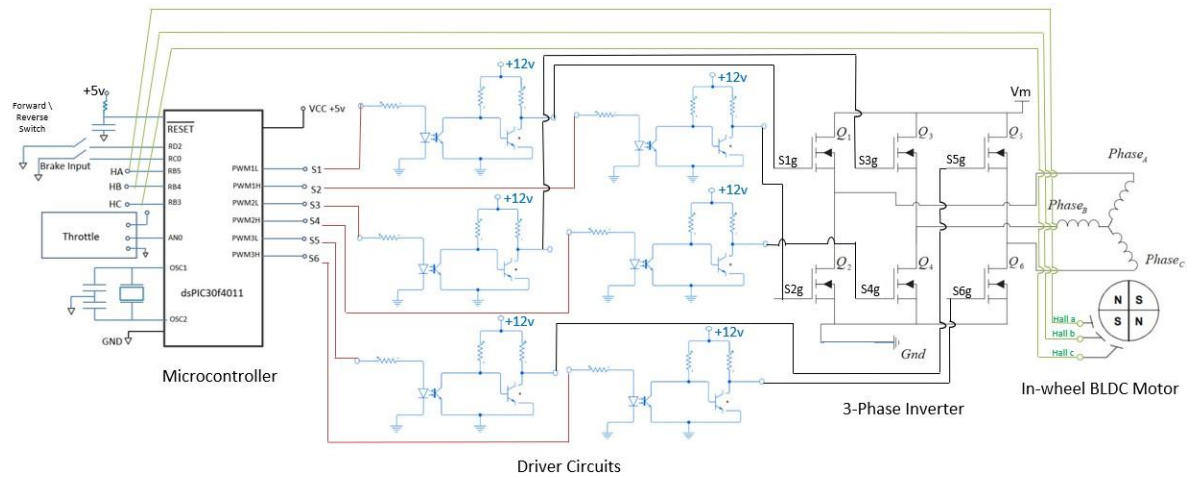 Forward \
Reverse
Switch
+5v
Brake Input
HA
HB
HC
Throttle
RESET
RD2
RC0
RB5
RB4
RB3
AN0
OSC1
dsPIC30f4011
OSC2
GND
VCC +5v
PWM1L
PWM1H
PWM2L
PWM2H
PWM3L
PWM3H
S1
S2
S3
S4
S5
S6
Microcontroller
+12v
+12v
+12v
+12v
+12v
+12v
Driver Circuits
Vm
Q1
Q3
Q5
S1g
S3g
S5g
Q2
Q4
Q6
S2g
S4g
S6g
Gnd
3-Phase Inverter
PhaseA
PhaseB
PhaseC
N S
S N
Hall a
Hall b
Hall c
In-wheel BLDC Motor